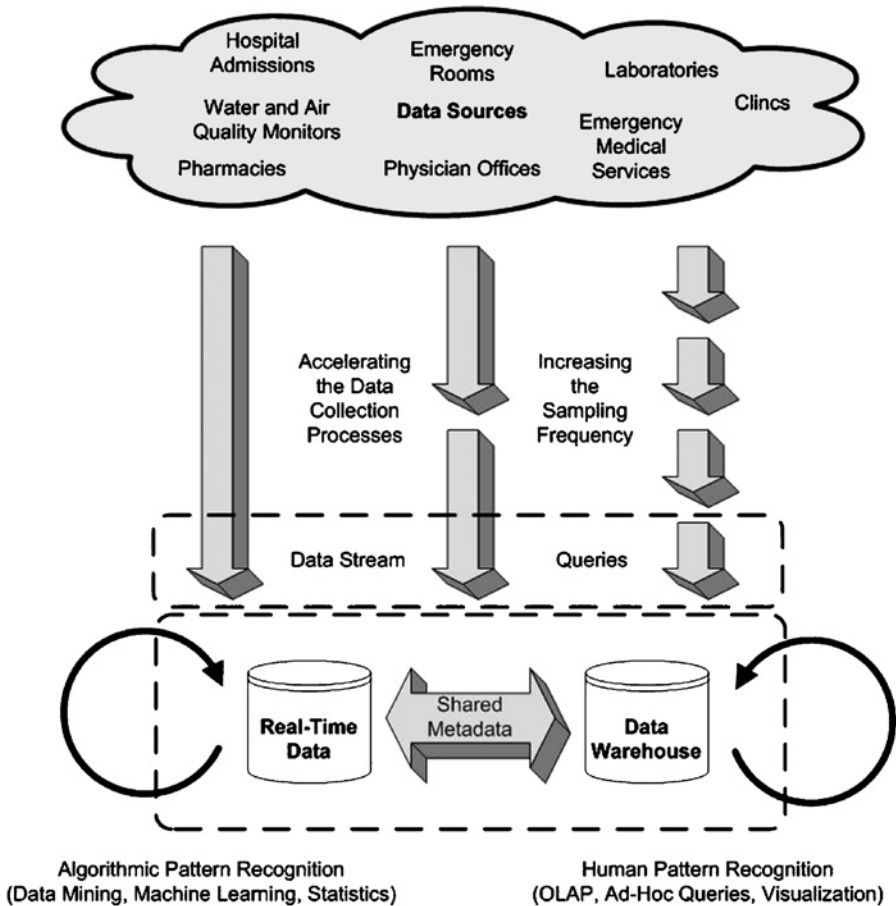 Hospital
Admissions
Emergency
Rooms
Laboratories
Clincs
Water and Air
Quality Monitors
Data Sources
Emergency
Medical
Services
Pharmacies
Physician Offices
Accelerating
the Data
Collection
Processes
Increasing
the
Sampling
Frequency
Data Stream
Queries
Real-Time
Data
Shared
Metadata
Data
Warehouse
Algorithmic Pattern Recognition
(Data Mining, Machine Learning, Statistics)
Human Pattern Recognition
(OLAP, Ad-Hoc Queries, Visualization)